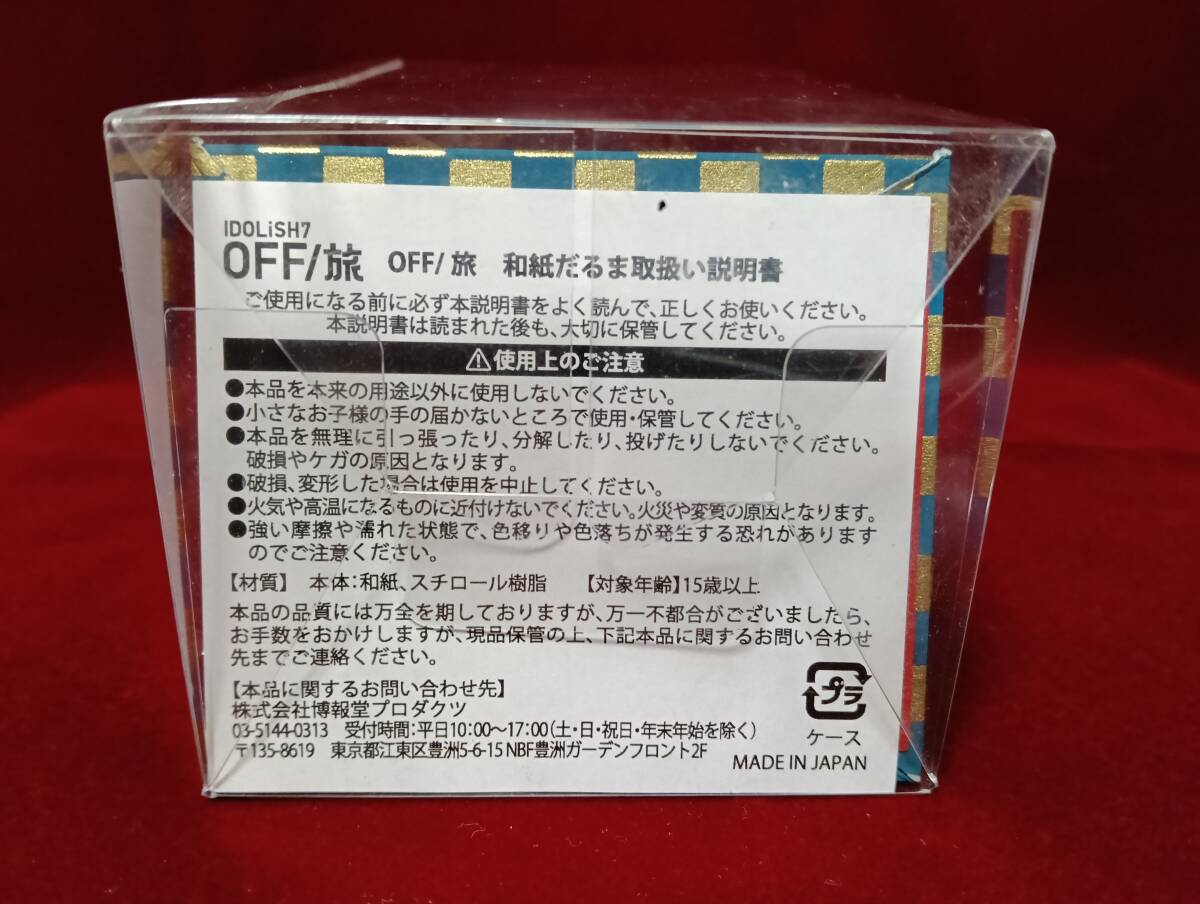 IDOLiSH7
OFF/旅 OFF/旅 和紙だるま取扱い説明書
ご使用になる前に必ず本説明書をよく読んで、正しくお使いください。
本説明書は読まれた後も、大切に保管してください。
⚠使用上のご注意
●本品を本来の用途以外に使用しないでください。
●小さなお子様の手の届かないところで使用・保管してください。
●本品を無理に引っ張ったり、分解したり、投げたりしないでください。
破損やケガの原因となります。
●破損、変形した場合は使用を中止してください。
●火気や高温になるものに近付けないでください。火災や変質の原因となります。
●強い摩擦や濡れた状態で、色移りや色落ちが発生する恐れがあります
のでご注意ください。
【材質】 本体:和紙、スチロール樹脂 【対象年齢】15歳以上
本品の品質には万全を期しておりますが、万一不都合がございましたら、
お手数をおかけしますが、現品保管の上、下記本品に関するお問い合わせ
先までご連絡ください。
【本品に関するお問い合わせ先】
株式会社博報堂プロダクツ
03-5144-0313 受付時間:平日10:00〜17:00(土・日・祝日・年末年始を除く)
〒135-8619 東京都江東区豊洲5-6-15 NBF豊洲ガーデンフロント2F
プラ
ケース
MADE IN JAPAN